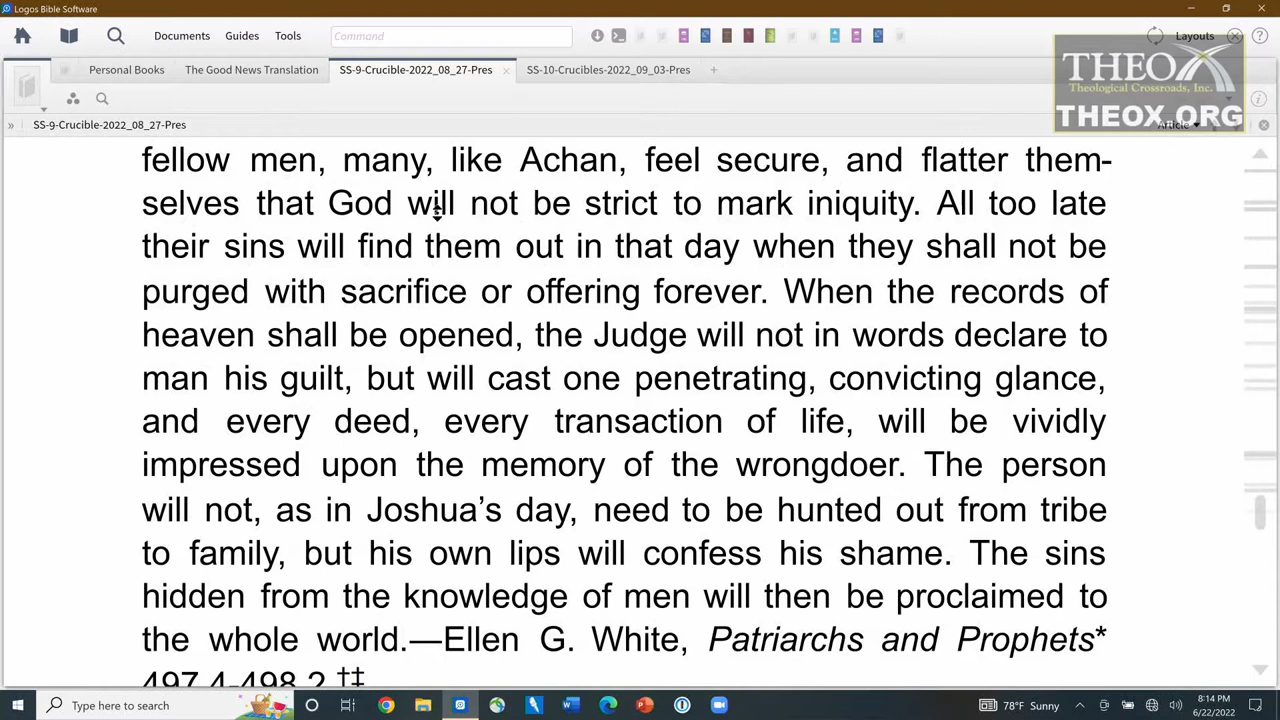 Logos Bible Software
Documents Guides Tools Command Layouts
Personal Books The Good News Translation SS-9-Crucible-2022_08_27-Pres SS-10-Crucibles-2022_09_03-Pres
THEOX
Theological Crossroads, Inc.
THEOX.ORG
SS-9-Crucible-2022_08_27-Pres Article
fellow men, many, like Achan, feel secure, and flatter them-
selves that God will not be strict to mark iniquity. All too late
their sins will find them out in that day when they shall not be
purged with sacrifice or offering forever. When the records of
heaven shall be opened, the Judge will not in words declare to
man his guilt, but will cast one penetrating, convicting glance,
and every deed, every transaction of life, will be vividly
impressed upon the memory of the wrongdoer. The person
will not, as in Joshua’s day, need to be hunted out from tribe
to family, but his own lips will confess his shame. The sins
hidden from the knowledge of men will then be proclaimed to
the whole world.—Ellen G. White, Patriarchs and Prophets*
497.4-498.2 ‡‡
Type here to search 78°F Sunny 8:14 PM
6/22/2022